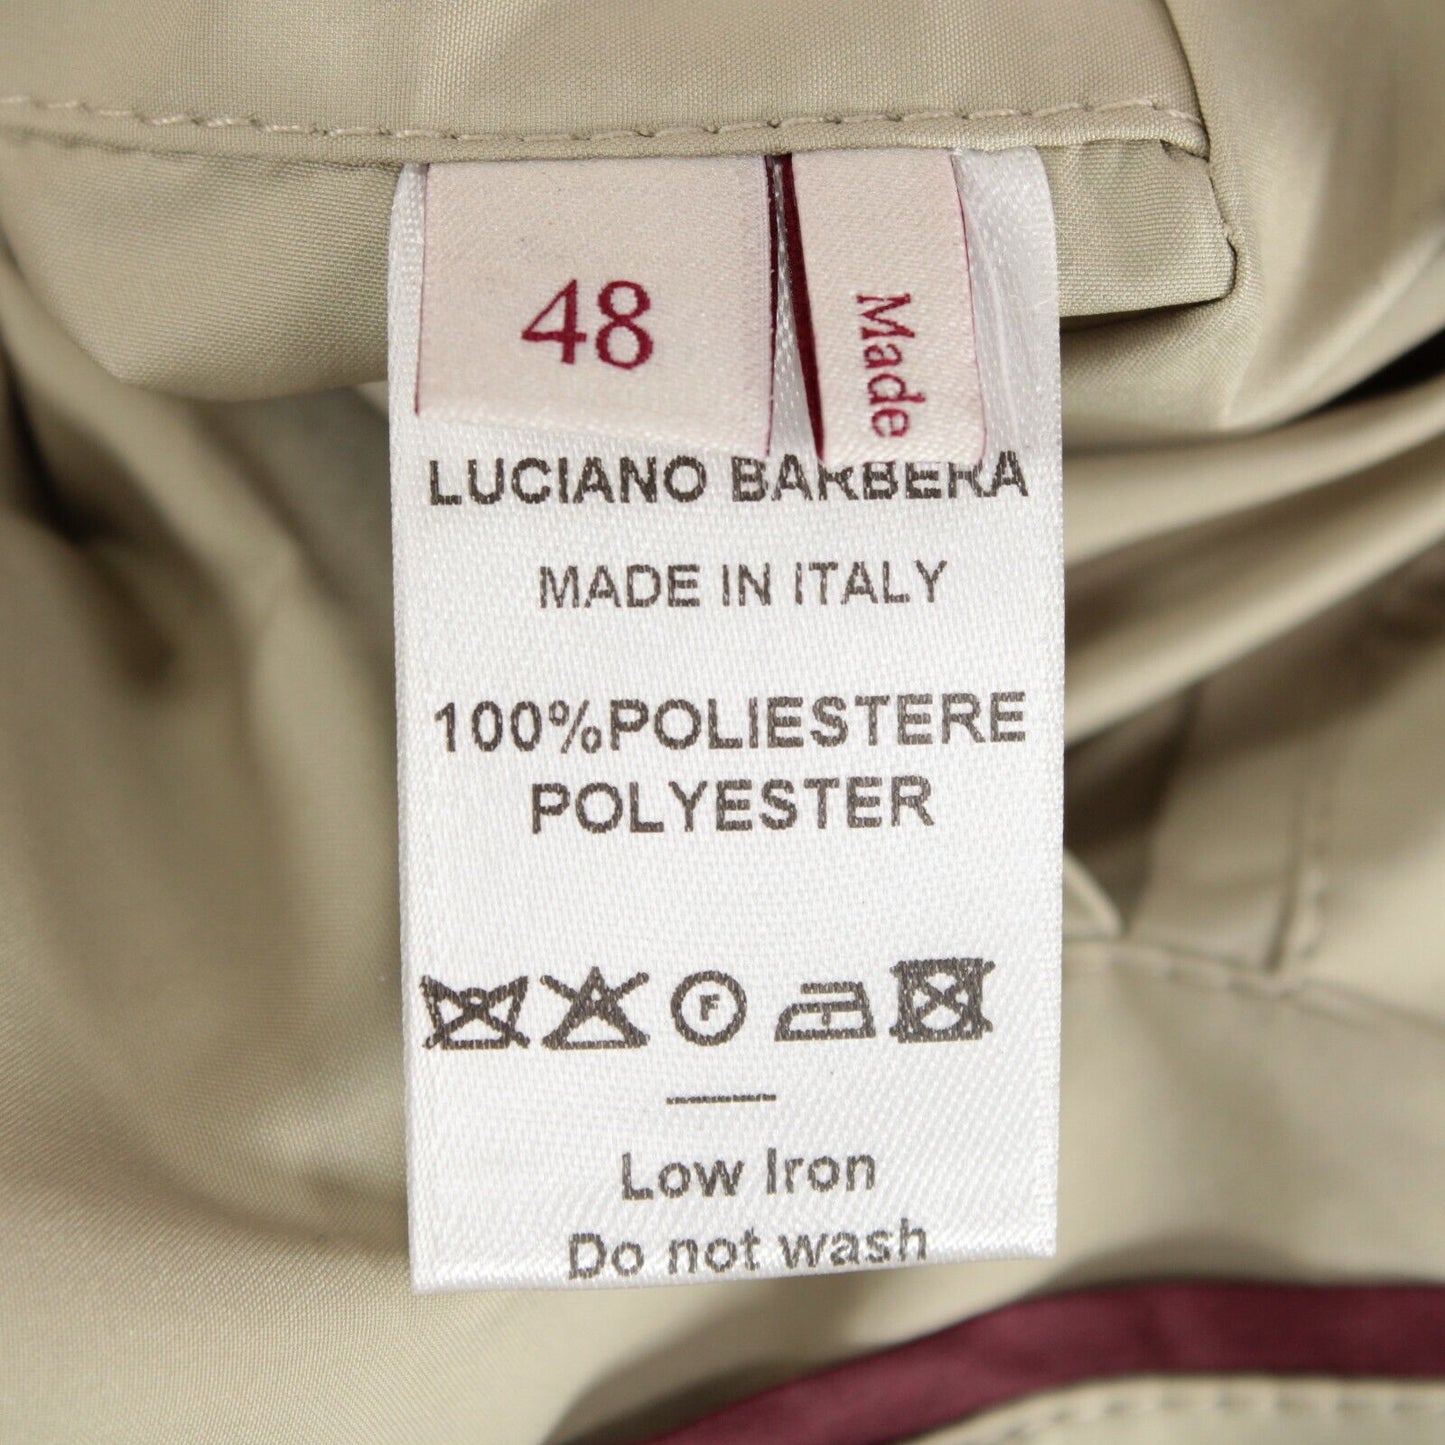 48
Made
LUCIANO BARBERA
MADE IN ITALY
100%POLIESTERE
POLYESTER
F
Low Iron
Do not wash